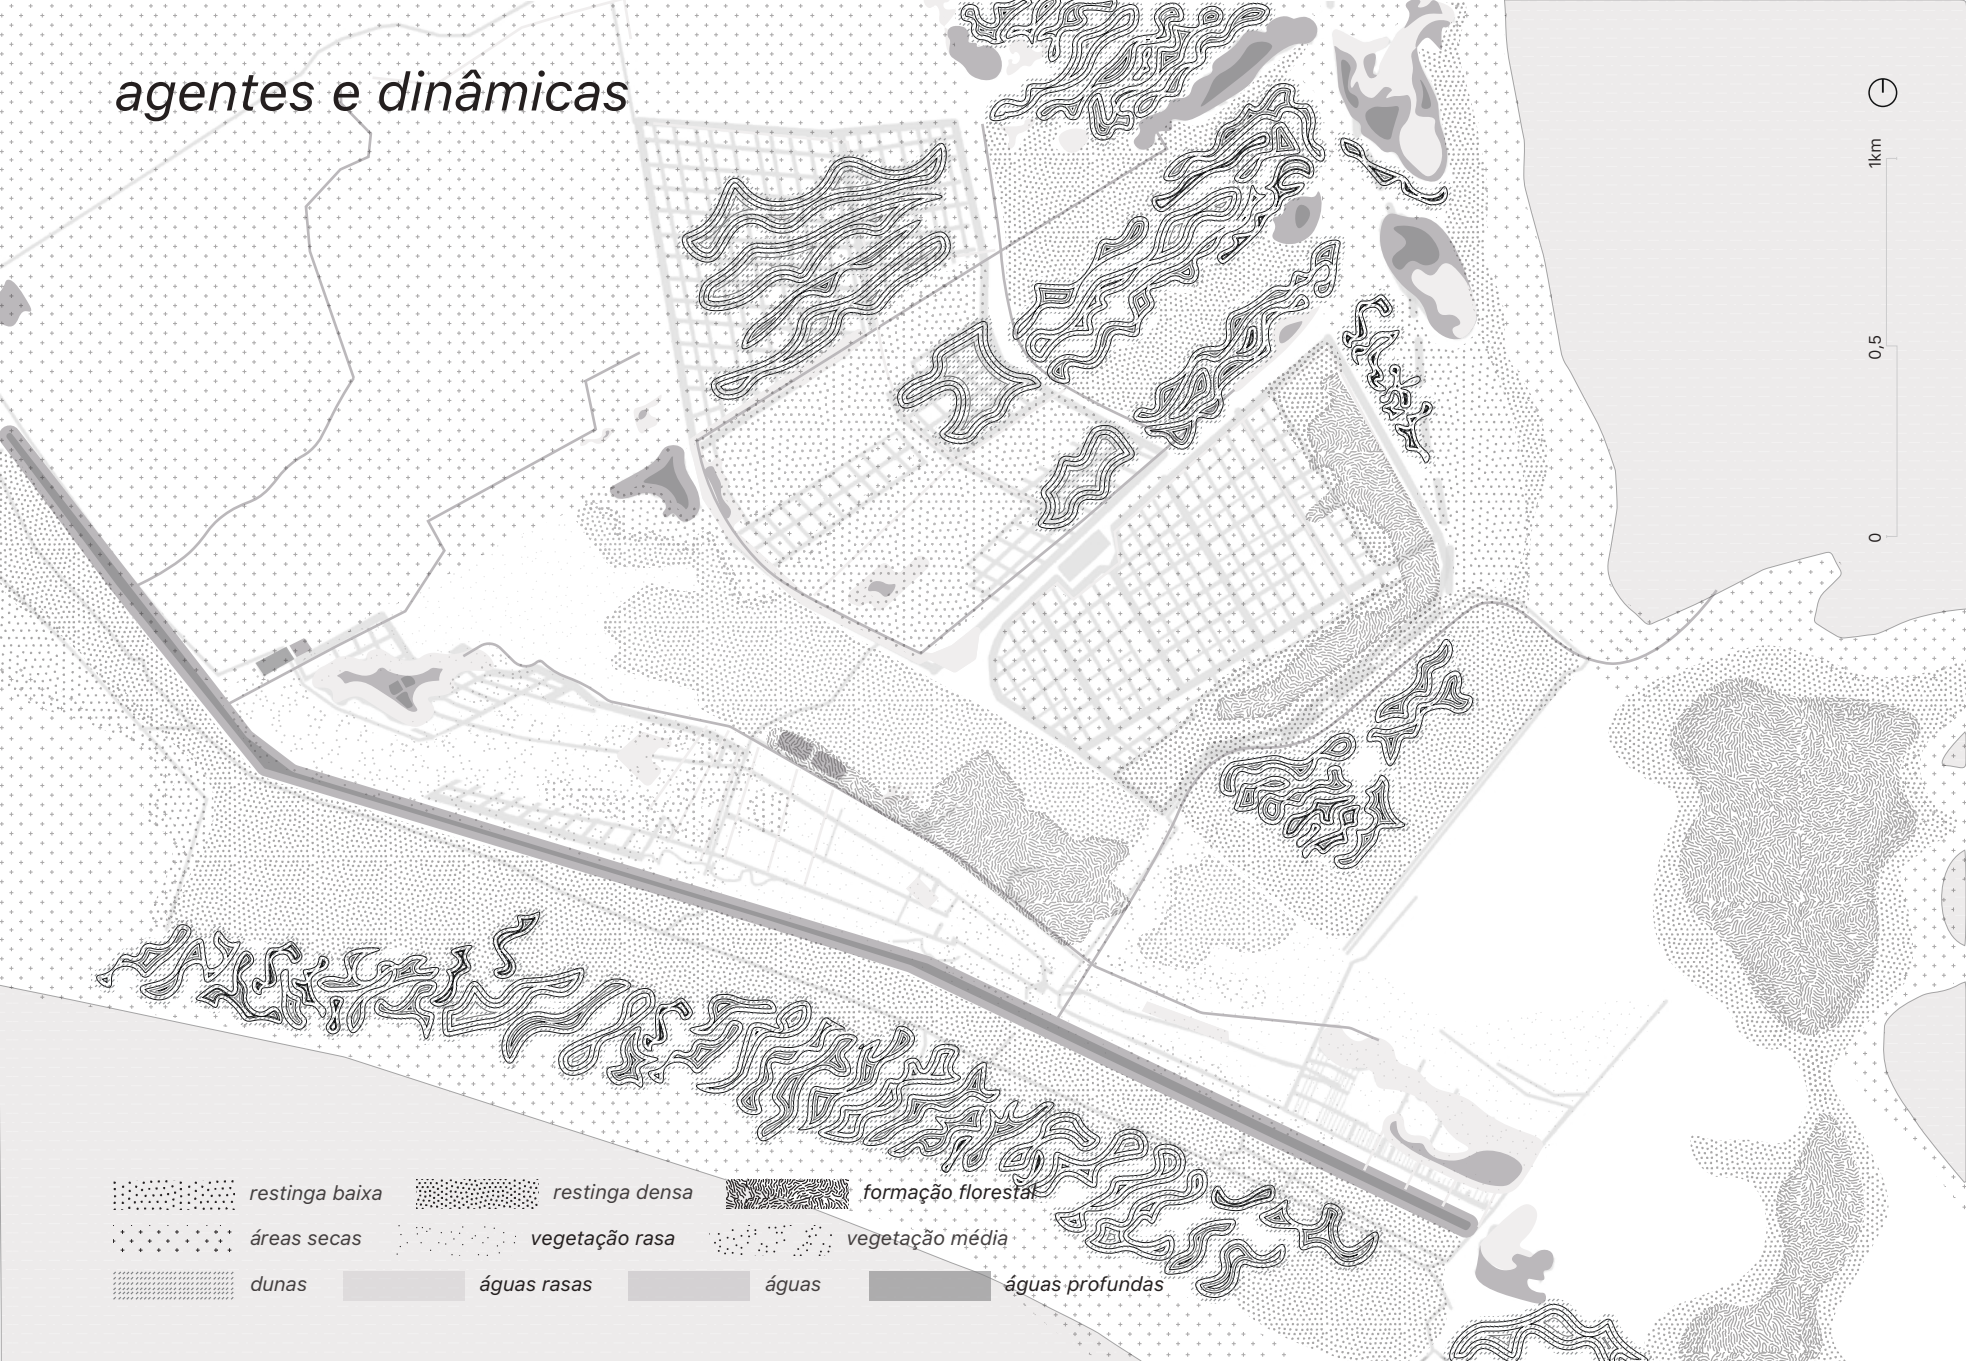 agentes e dinâmicas
1km
0,5
0
restinga baixa
restinga densa
formação florestal
áreas secas
vegetação rasa
vegetação média
dunas
águas rasas
águas
águas profundas